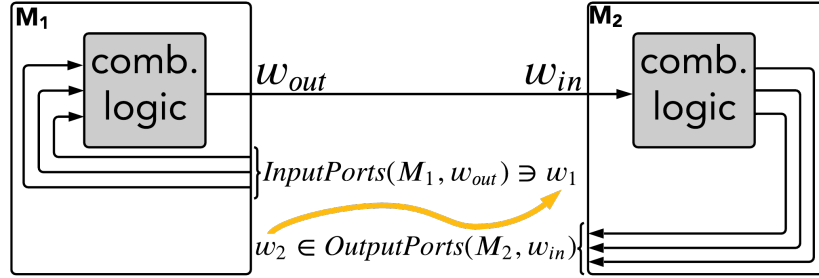 M₁
comb.
logic
w_out
w_in
M₂
comb.
logic
InputPorts(M₁, w_out) ∋ w₁
w₂ ∈ OutputPorts(M₂, w_in)